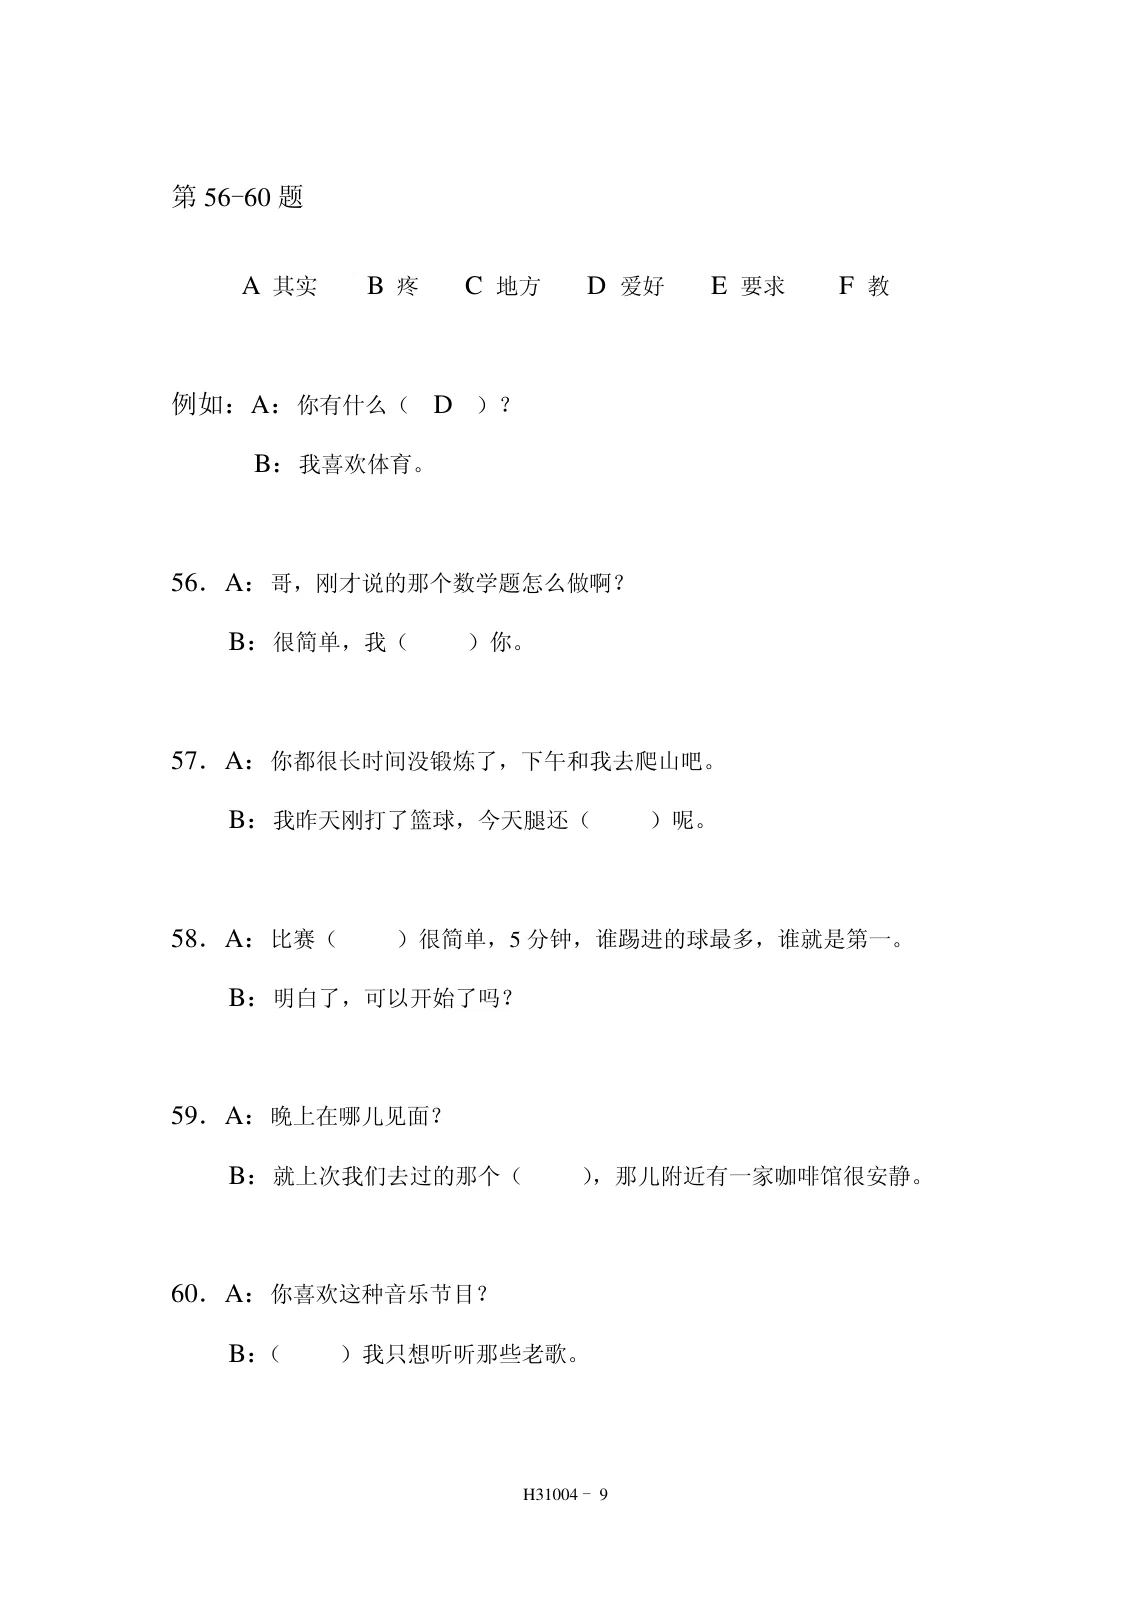 第 56-60 题
A 其实 B 疼 C 地方 D 爱好 E 要求 F 教
例如：A：你有什么（ D ）？
B：我喜欢体育。
56．A：哥，刚才说的那个数学题怎么做啊？
B：很简单，我（ ）你。
57．A：你都很长时间没锻炼了，下午和我去爬山吧。
B：我昨天刚打了篮球，今天腿还（ ）呢。
58．A：比赛（ ）很简单，5 分钟，谁踢进的球最多，谁就是第一。
B：明白了，可以开始了吗？
59．A：晚上在哪儿见面？
B：就上次我们去过的那个（ ），那儿附近有一家咖啡馆很安静。
60．A：你喜欢这种音乐节目？
B：（ ）我只想听听那些老歌。
H31004 - 9